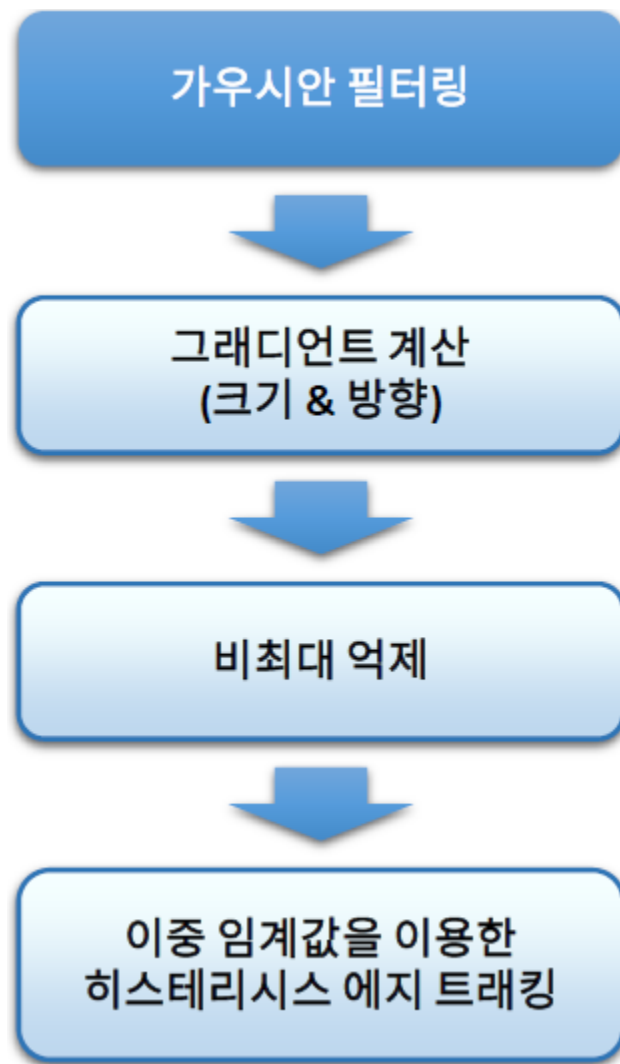 가우시안 필터링
그래디언트 계산
(크기 & 방향)
비최대 억제
이중 임계값을 이용한
히스테리시스 에지 트래킹